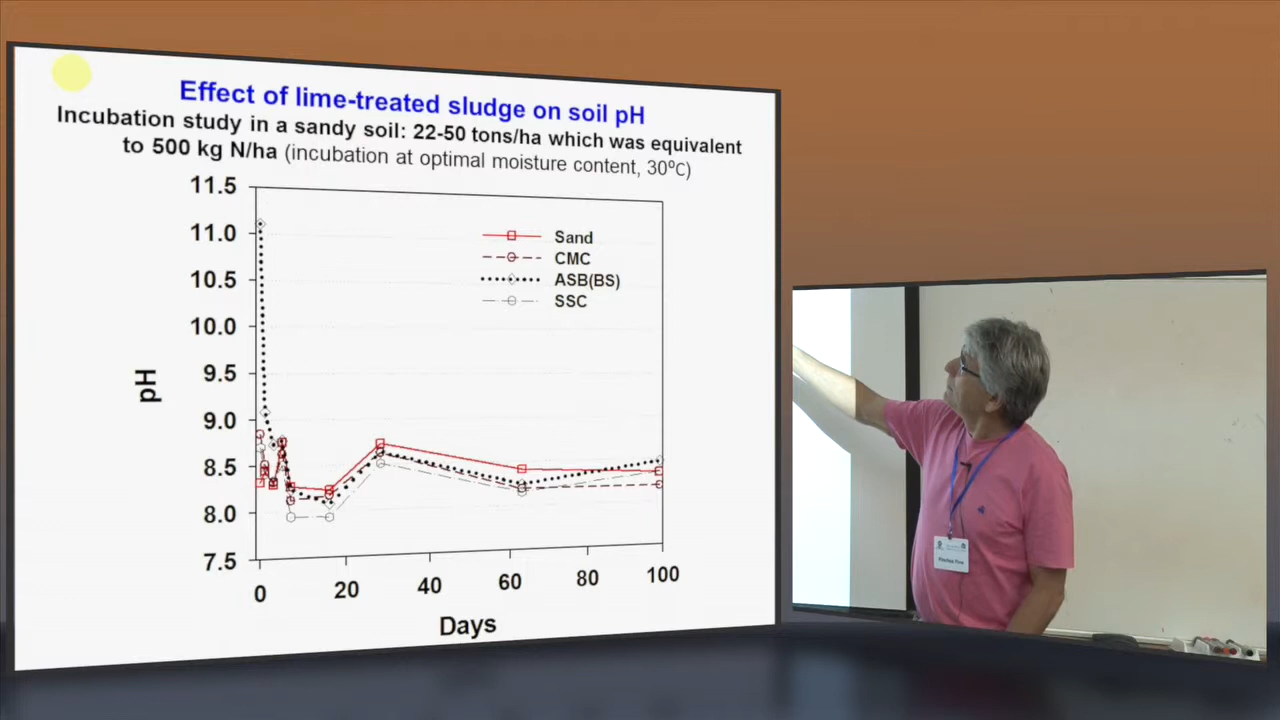 Effect of lime-treated sludge on soil pH
Incubation study in a sandy soil: 22-50 tons/ha which was equivalent
to 500 kg N/ha (incubation at optimal moisture content, 30ºC)
11.5
11.0
10.5
10.0
9.5
9.0
8.5
8.0
7.5
pH
Sand
CMC
ASB(BS)
SSC
0
20
40
60
80
100
Days